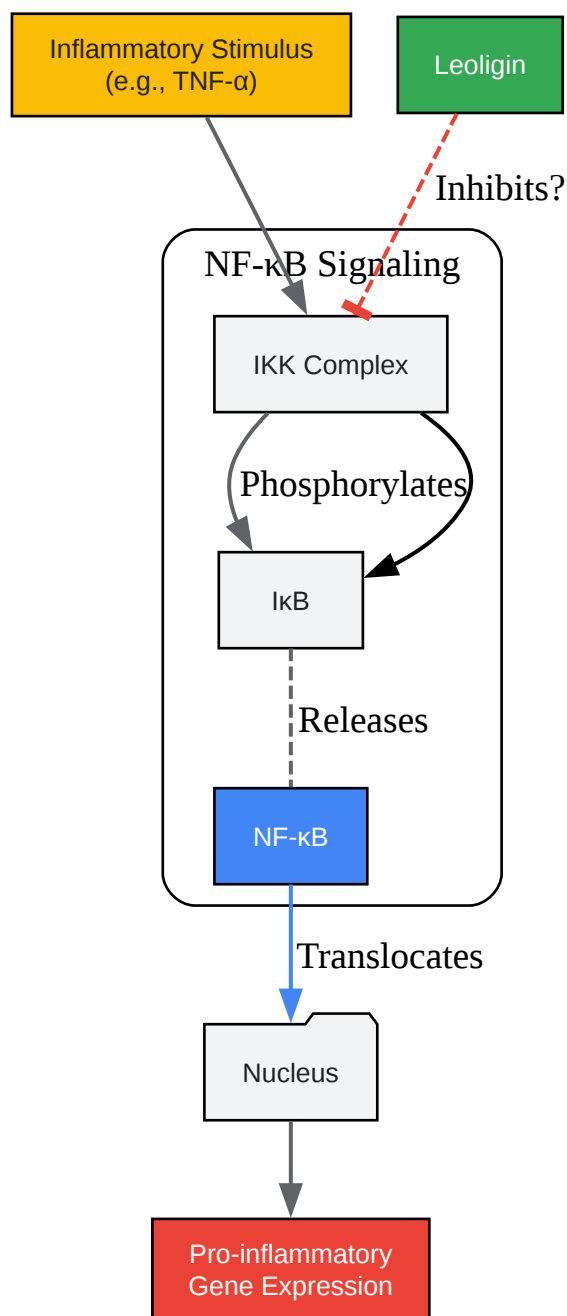 Inflammatory Stimulus
(e.g., TNF-α)
Leoligin
Inhibits?
NF-κB Signaling
IKK Complex
Phosphorylates
IκB
Releases
NF-κB
Translocates
Nucleus
Pro-inflammatory
Gene Expression